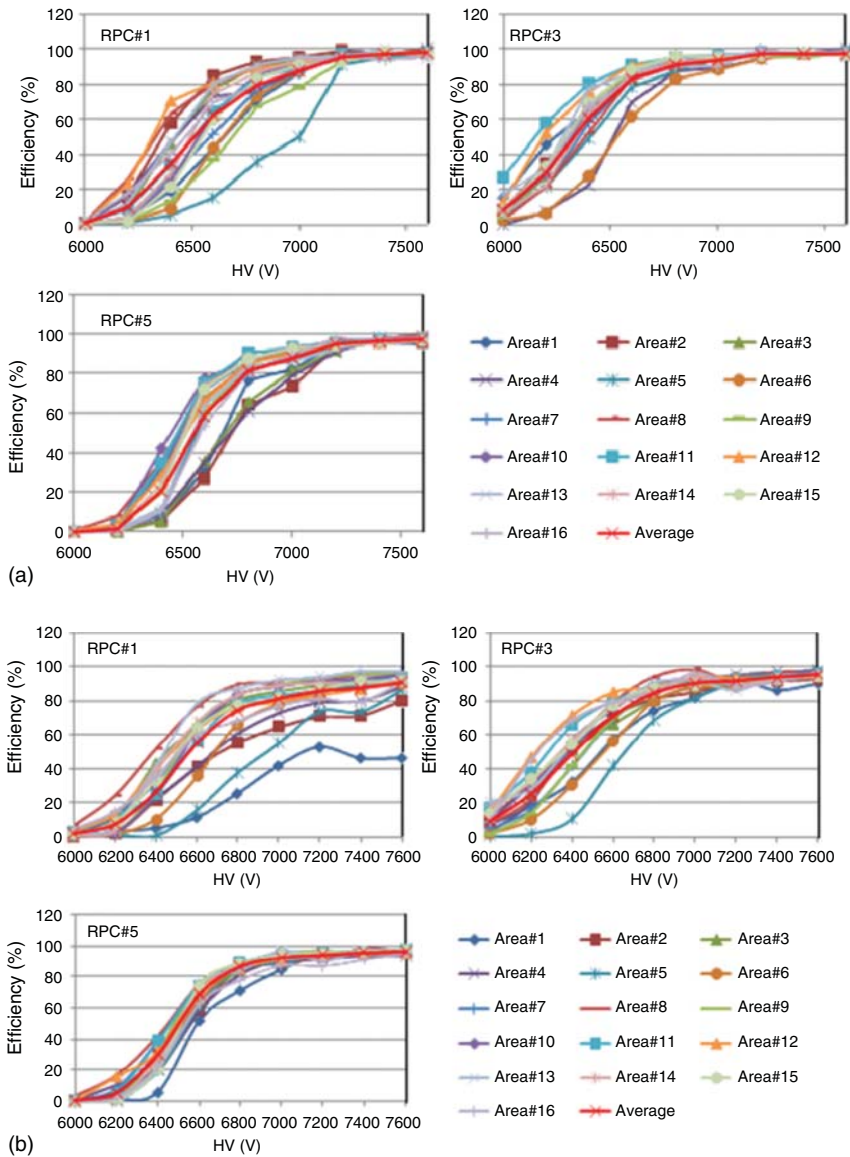 120
RPC#1
100
80
60
40
20
0
Efficiency (%)
6000 6500 7000 7500
HV (V)
120
RPC#3
100
80
60
40
20
0
Efficiency (%)
6000 6500 7000 7500
HV (V)
120
RPC#5
100
80
60
40
20
0
Efficiency (%)
6000 6500 7000 7500
HV (V)
Area#1 Area#2 Area#3
Area#4 Area#5 Area#6
Area#7 Area#8 Area#9
Area#10 Area#11 Area#12
Area#13 Area#14 Area#15
Area#16 Average
(a)
120
RPC#1
100
80
60
40
20
0
Efficiency (%)
6000 6200 6400 6600 6800 7000 7200 7400 7600
HV (V)
120
RPC#3
100
80
60
40
20
0
Efficiency (%)
6000 6200 6400 6600 6800 7000 7200 7400 7600
HV (V)
120
RPC#5
100
80
60
40
20
0
Efficiency (%)
6000 6200 6400 6600 6800 7000 7200 7400 7600
HV (V)
Area#1 Area#2 Area#3
Area#4 Area#5 Area#6
Area#7 Area#8 Area#9
Area#10 Area#11 Area#12
Area#13 Area#14 Area#15
Area#16 Average
(b)